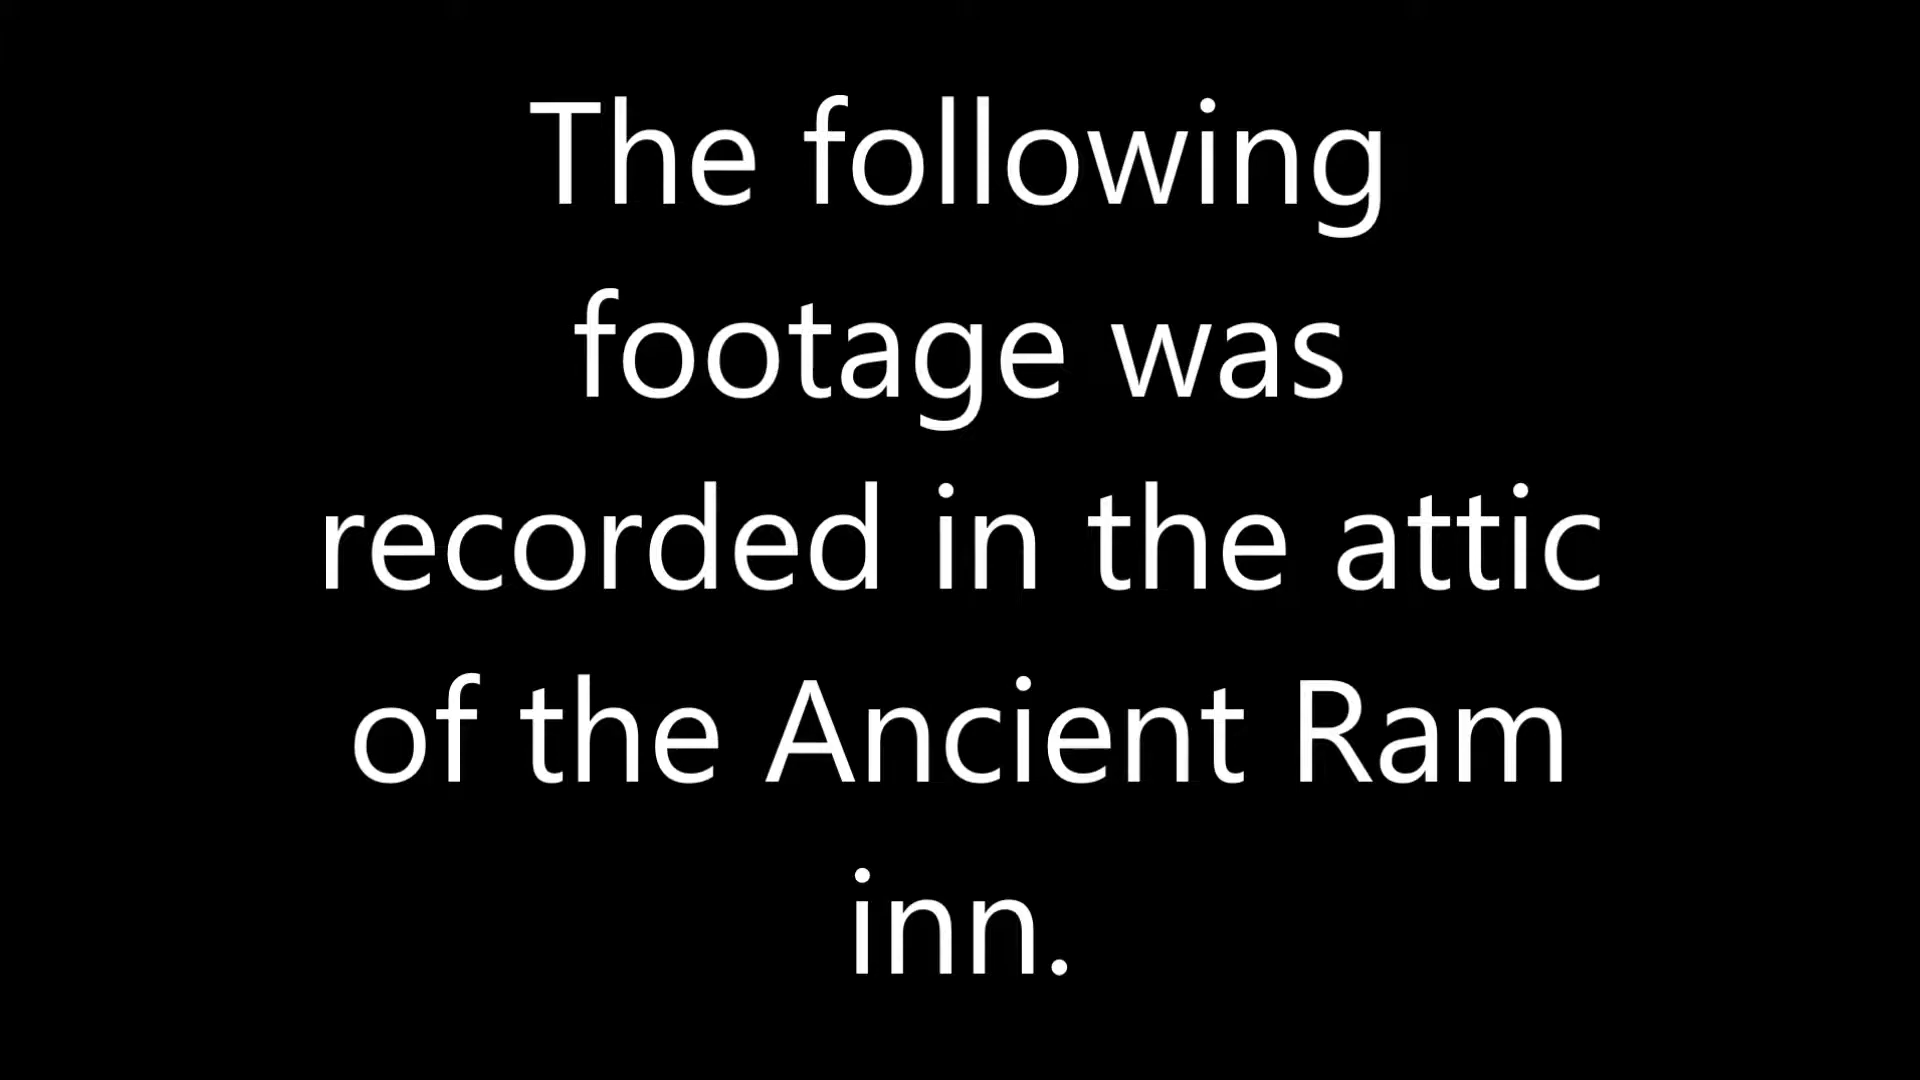 The following
footage was
recorded in the attic
of the Ancient Ram
inn.